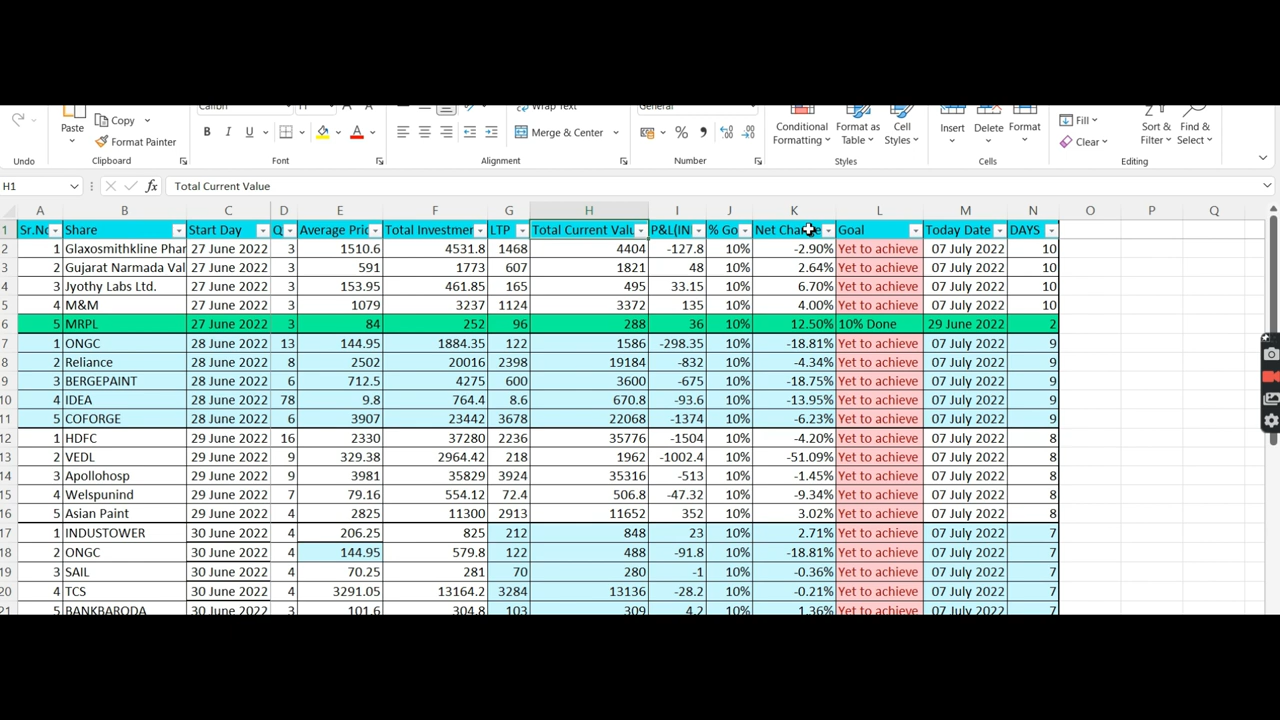 Calibri 11 Wrap Text General
Paste Copy Format Painter B I U Merge & Center Conditional Formatting Format as Table Cell Styles Insert Delete Format Fill Clear Sort & Filter Find & Select
Undo Clipboard Font Alignment Number Styles Cells Editing
H1 fx Total Current Value
A B C D E F G H I J K L M N O P Q
1 Sr.No Share Start Day Q Average Pric Total Investmen LTP Total Current Valu P&L(IN % Go Net Change Goal Today Date DAYS
2 1 Glaxosmithkline Phar 27 June 2022 3 1510.6 4531.8 1468 4404 -127.8 10% -2.90% Yet to achieve 07 July 2022 10
3 2 Gujarat Narmada Val 27 June 2022 3 591 1773 607 1821 48 10% 2.64% Yet to achieve 07 July 2022 10
4 3 Jyothy Labs Ltd. 27 June 2022 3 153.95 461.85 165 495 33.15 10% 6.70% Yet to achieve 07 July 2022 10
5 4 M&M 27 June 2022 3 1079 3237 1124 3372 135 10% 4.00% Yet to achieve 07 July 2022 10
6 5 MRPL 27 June 2022 3 84 252 96 288 36 10% 12.50% 10% Done 29 June 2022 2
7 1 ONGC 28 June 2022 13 144.95 1884.35 122 1586 -298.35 10% -18.81% Yet to achieve 07 July 2022 9
8 2 Reliance 28 June 2022 8 2502 20016 2398 19184 -832 10% -4.34% Yet to achieve 07 July 2022 9
9 3 BERGEPAINT 28 June 2022 6 712.5 4275 600 3600 -675 10% -18.75% Yet to achieve 07 July 2022 9
10 4 IDEA 28 June 2022 78 9.8 764.4 8.6 670.8 -93.6 10% -13.95% Yet to achieve 07 July 2022 9
11 5 COFORGE 28 June 2022 6 3907 23442 3678 22068 -1374 10% -6.23% Yet to achieve 07 July 2022 9
12 1 HDFC 29 June 2022 16 2330 37280 2236 35776 -1504 10% -4.20% Yet to achieve 07 July 2022 8
13 2 VEDL 29 June 2022 9 329.38 2964.42 218 1962 -1002.4 10% -51.09% Yet to achieve 07 July 2022 8
14 3 Apollohosp 29 June 2022 9 3981 35829 3924 35316 -513 10% -1.45% Yet to achieve 07 July 2022 8
15 4 Welspunind 29 June 2022 7 79.16 554.12 72.4 506.8 -47.32 10% -9.34% Yet to achieve 07 July 2022 8
16 5 Asian Paint 29 June 2022 4 2825 11300 2913 11652 352 10% 3.02% Yet to achieve 07 July 2022 8
17 1 INDUSTOWER 30 June 2022 4 206.25 825 212 848 23 10% 2.71% Yet to achieve 07 July 2022 7
18 2 ONGC 30 June 2022 4 144.95 579.8 122 488 -91.8 10% -18.81% Yet to achieve 07 July 2022 7
19 3 SAIL 30 June 2022 4 70.25 281 70 280 -1 10% -0.36% Yet to achieve 07 July 2022 7
20 4 TCS 30 June 2022 4 3291.05 13164.2 3284 13136 -28.2 10% -0.21% Yet to achieve 07 July 2022 7
21 5 BANKBARODA 30 June 2022 3 101.6 304.8 103 309 4.2 10% 1.36% Yet to achieve 07 July 2022 7